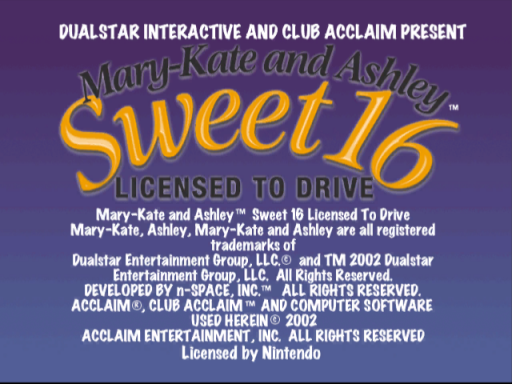 DUALSTAR INTERACTIVE AND CLUB ACCLAIM PRESENT
Mary-Kate and Ashley
Sweet 16™
LICENSED TO DRIVE
Mary-Kate and Ashley™ Sweet 16 Licensed To Drive
Mary-Kate, Ashley, Mary-Kate and Ashley are all registered
trademarks of
Dualstar Entertainment Group, LLC.© and TM 2002 Dualstar
Entertainment Group, LLC. All Rights Reserved.
DEVELOPED BY n-SPACE, INC.™ ALL RIGHTS RESERVED.
ACCLAIM®, CLUB ACCLAIM™ AND COMPUTER SOFTWARE
USED HEREIN© 2002
ACCLAIM ENTERTAINMENT, INC. ALL RIGHTS RESERVED
Licensed by Nintendo